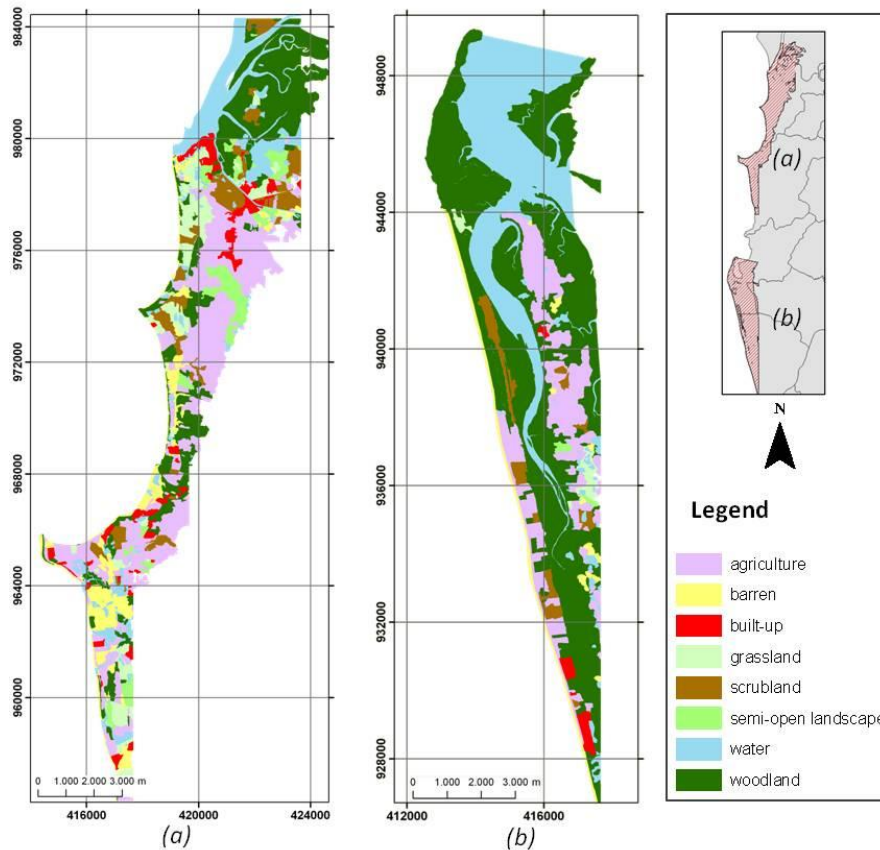 984000
980000
976000
972000
968000
964000
960000
0 1.000 2.000 3.000 m
416000 420000 424000
(a)
948000
944000
940000
936000
932000
928000
0 1.000 2.000 3.000 m
412000 416000
(b)
(a)
(b)
N
Legend
agriculture
barren
built-up
grassland
scrubland
semi-open landscape
water
woodland